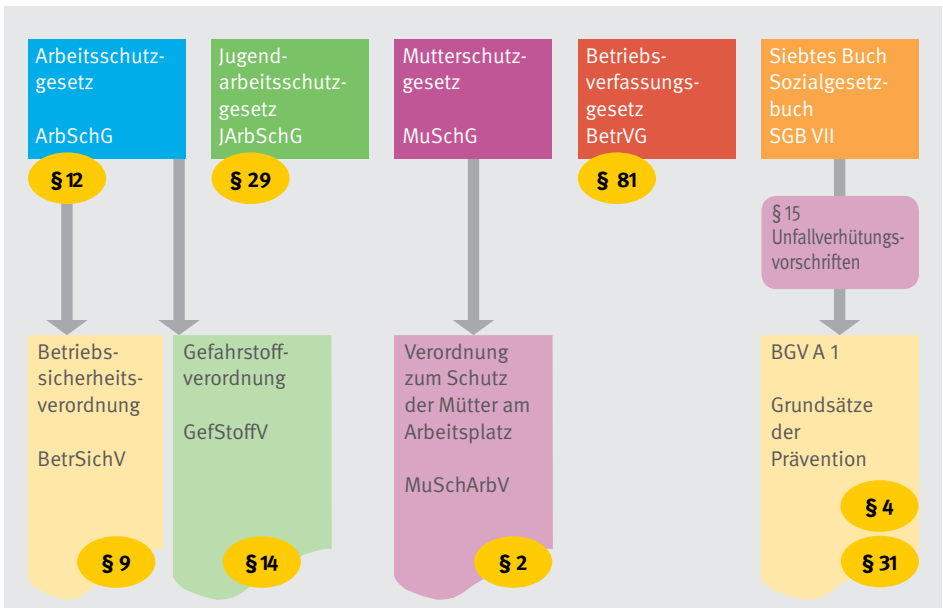 Arbeitsschutz-
gesetz
ArbSchG
§ 12
Jugend-
arbeitsschutz-
gesetz
JArbSchG
§ 29
Mutterschutz-
gesetz
MuSchG
Betriebs-
verfassungs-
gesetz
BetrVG
§ 81
Siebtes Buch
Sozialgesetz-
buch
SGB VII
§ 15
Unfallverhütungs-
vorschriften
Betriebs-
sicherheits-
verordnung
BetrSichV
§ 9
Gefahrstoff-
verordnung
GefStoffV
§ 14
Verordnung
zum Schutz
der Mütter am
Arbeitsplatz
MuSchArbV
§ 2
BGV A 1
Grundsätze
der
Prävention
§ 4
§ 31